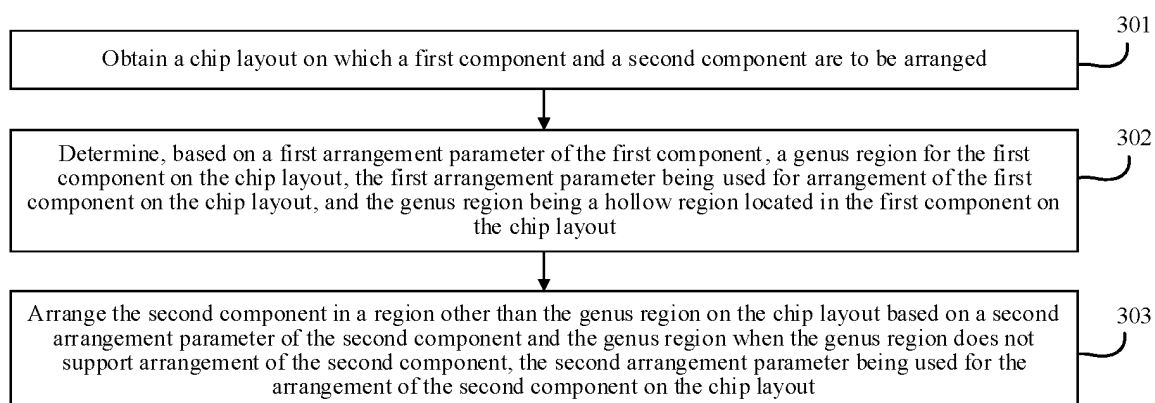 301
Obtain a chip layout on which a first component and a second component are to be arranged
302
Determine, based on a first arrangement parameter of the first component, a genus region for the first
component on the chip layout, the first arrangement parameter being used for arrangement of the first
component on the chip layout, and the genus region being a hollow region located in the first component on
the chip layout
303
Arrange the second component in a region other than the genus region on the chip layout based on a second
arrangement parameter of the second component and the genus region when the genus region does not
support arrangement of the second component, the second arrangement parameter being used for the
arrangement of the second component on the chip layout